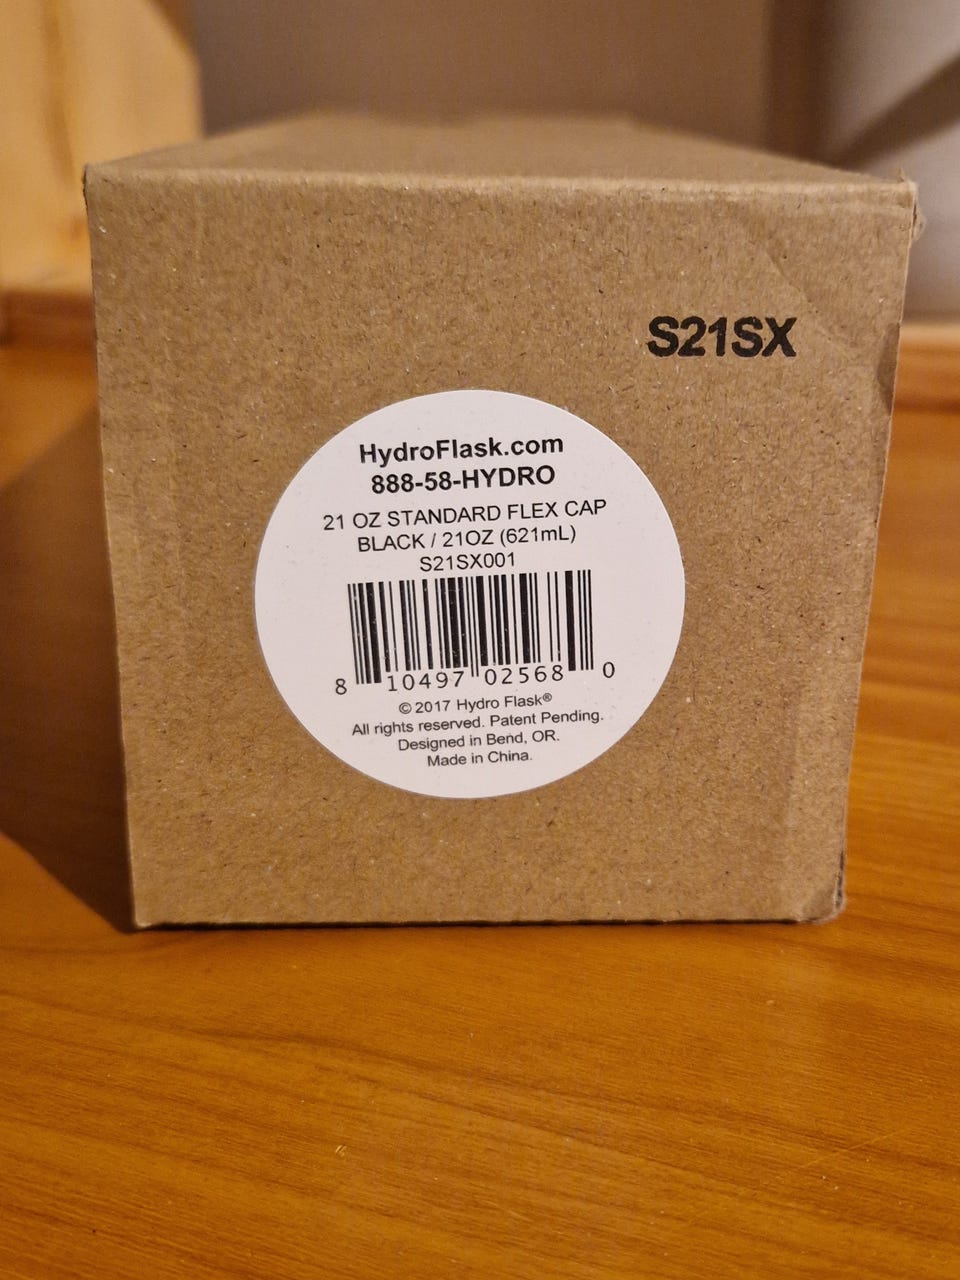 S21SX
HydroFlask.com
888-58-HYDRO
21 OZ STANDARD FLEX CAP
BLACK / 21OZ (621mL)
S21SX001
8 10497 02568 0
© 2017 Hydro Flask®
All rights reserved. Patent Pending.
Designed in Bend, OR.
Made in China.